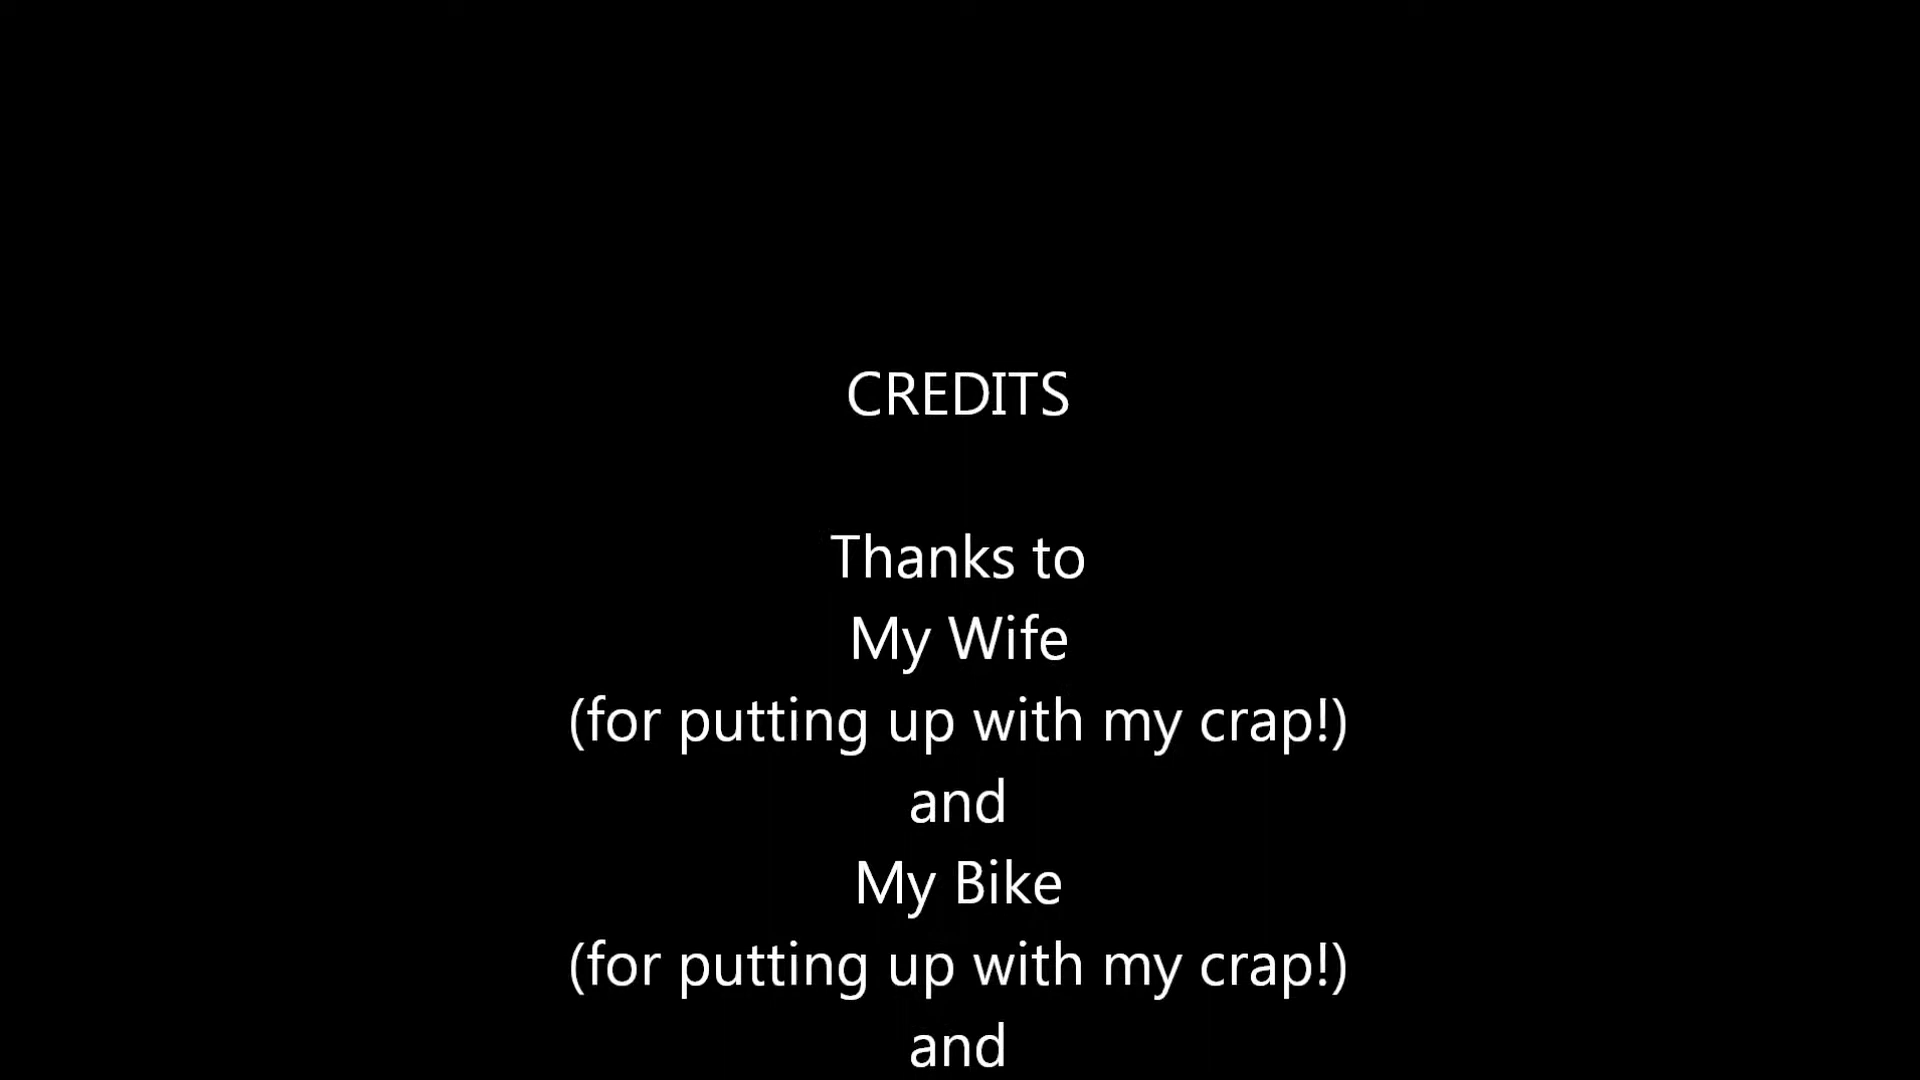 CREDITS
Thanks to
My Wife
(for putting up with my crap!)
and
My Bike
(for putting up with my crap!)
and